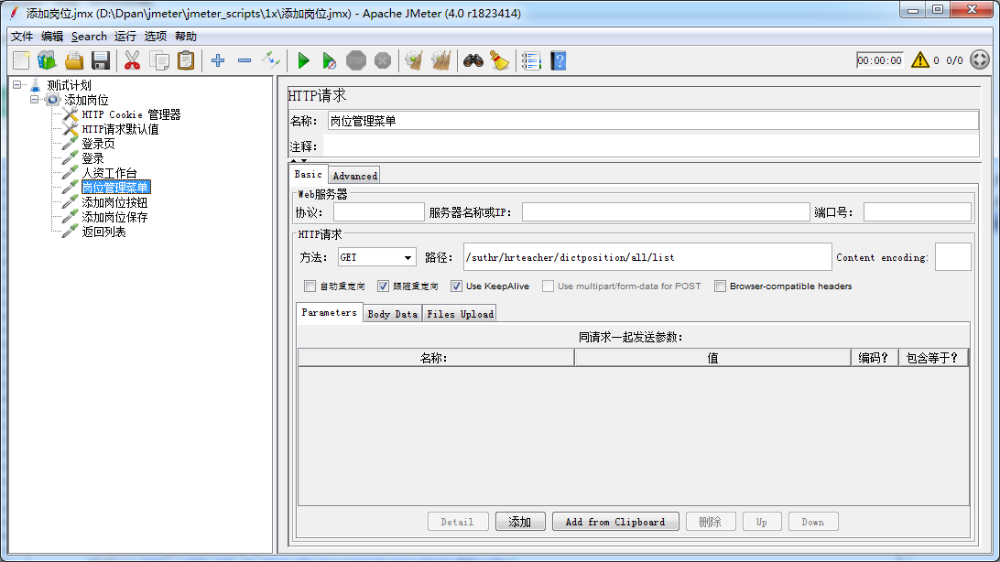 添加岗位.jmx (D:\Dpan\jmeter\jmeter_scripts\1x\添加岗位.jmx) - Apache JMeter (4.0 r1823414)
文件 编辑 Search 运行 选项 帮助
STOP 00:00:00 0 0/0
测试计划
添加岗位
HTTP Cookie 管理器
HTTP请求默认值
登录页
登录
人资工作台
岗位管理菜单
添加岗位按钮
添加岗位保存
返回列表
HTTP请求
名称: 岗位管理菜单
注释:
Basic Advanced
Web服务器
协议: 服务器名称或IP: 端口号:
HTTP请求
方法: GET 路径: /suthr/hrteacher/dictposition/all/list Content encoding:
自动重定向 跟随重定向 Use KeepAlive Use multipart/form-data for POST Browser-compatible headers
Parameters Body Data Files Upload
同请求一起发送参数:
名称: 值 编码? 包含等于?
Detail 添加 Add from Clipboard 删除 Up Down